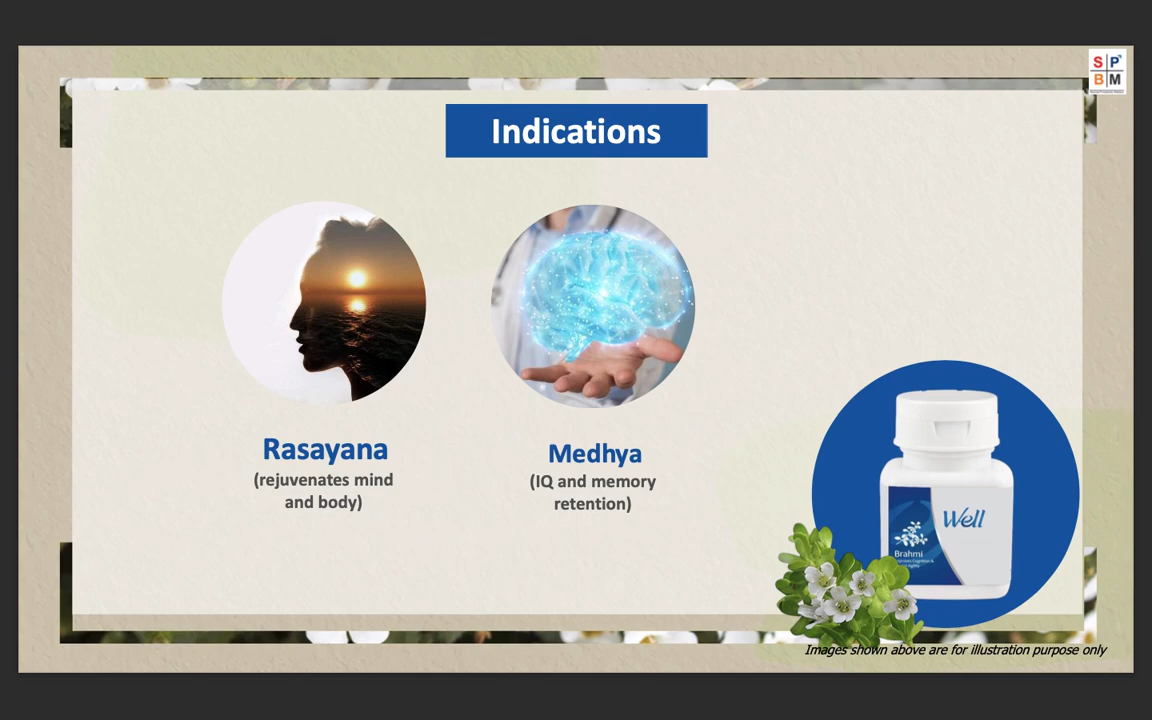 S P
B M
Indications
Rasayana
(rejuvenates mind
and body)
Medhya
(IQ and memory
retention)
Well
Brahmi
Images shown above are for illustration purpose only